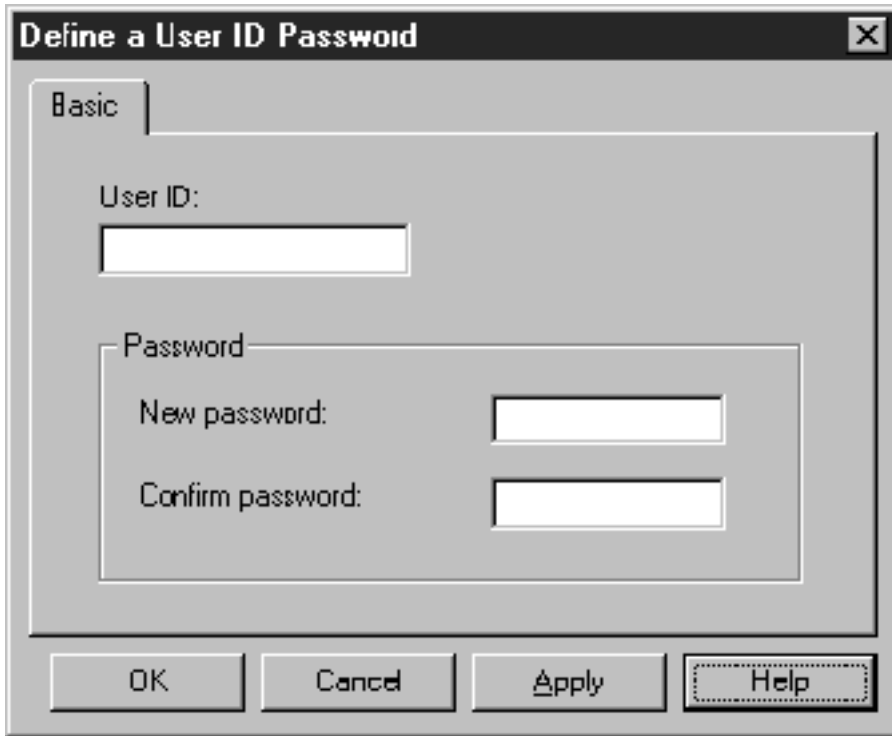 Define a User ID Password
Basic
User ID:
Password
New password:
Confirm password:
OK Cancel Apply Help